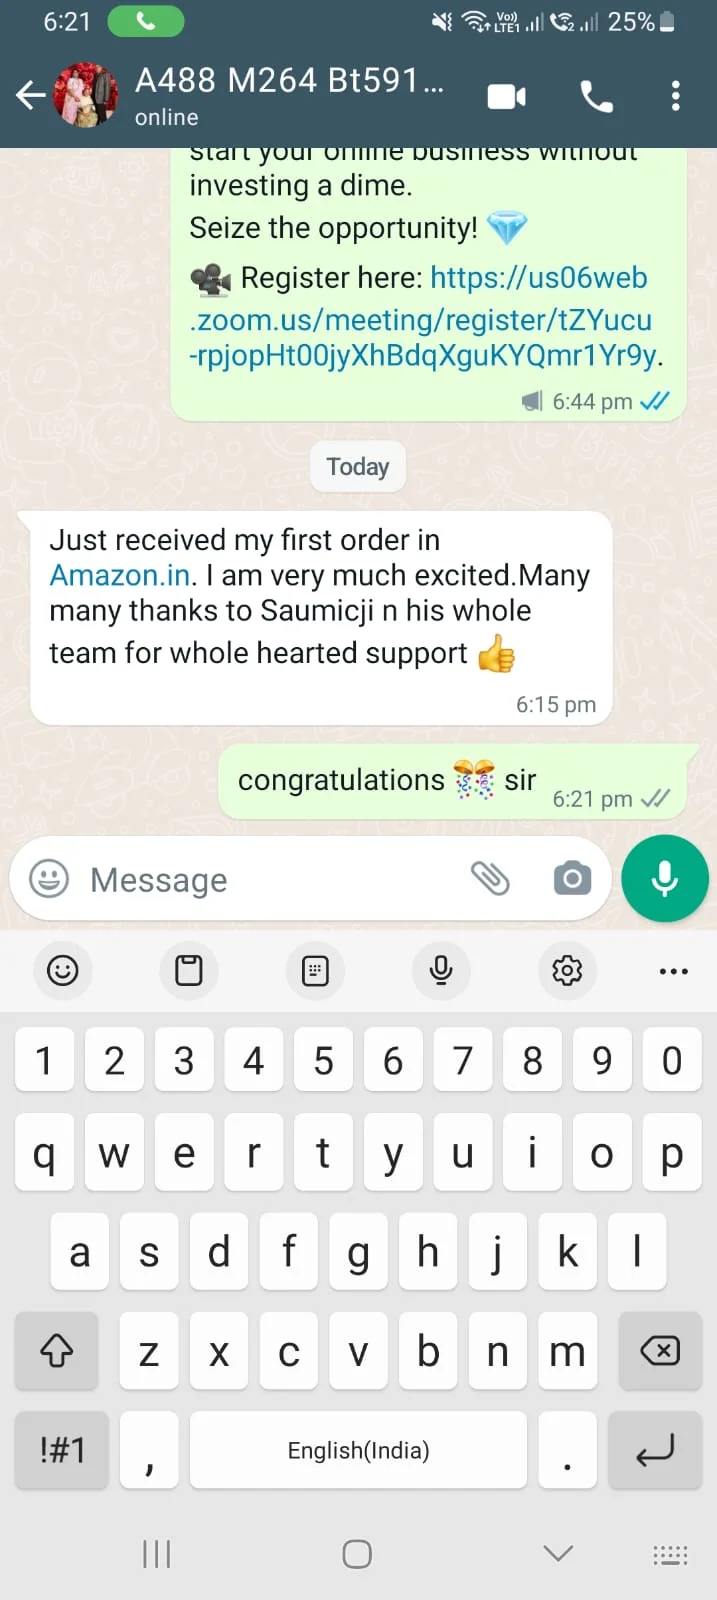 6:21 Vo)) LTE1 2 25%
A488 M264 Bt591...
online
start your online business without
investing a dime.
Seize the opportunity! 💎
🎥 Register here: https://us06web
.zoom.us/meeting/register/tZYucu
-rpjopHt00jyXhBdqXguKYQmr1Yr9y.
6:44 pm
Today
Just received my first order in
Amazon.in. I am very much excited.Many
many thanks to Saumicji n his whole
team for whole hearted support 👍
6:15 pm
congratulations 🎊 sir
6:21 pm
Message
1 2 3 4 5 6 7 8 9 0
q w e r t y u i o p
a s d f g h j k l
z x c v b n m
!#1 , English(India) .